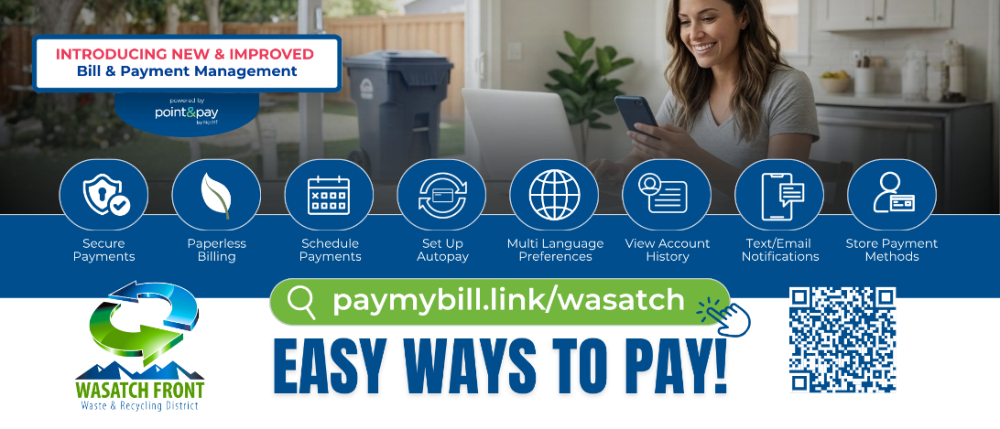 INTRODUCING NEW & IMPROVED
Bill & Payment Management
powered by
point&pay
by North
Secure
Payments
Paperless
Billing
Schedule
Payments
Set Up
Autopay
Multi Language
Preferences
View Account
History
Text/Email
Notifications
Store Payment
Methods
paymybill.link/wasatch
EASY WAYS TO PAY!
WASATCH FRONT
Waste & Recycling District